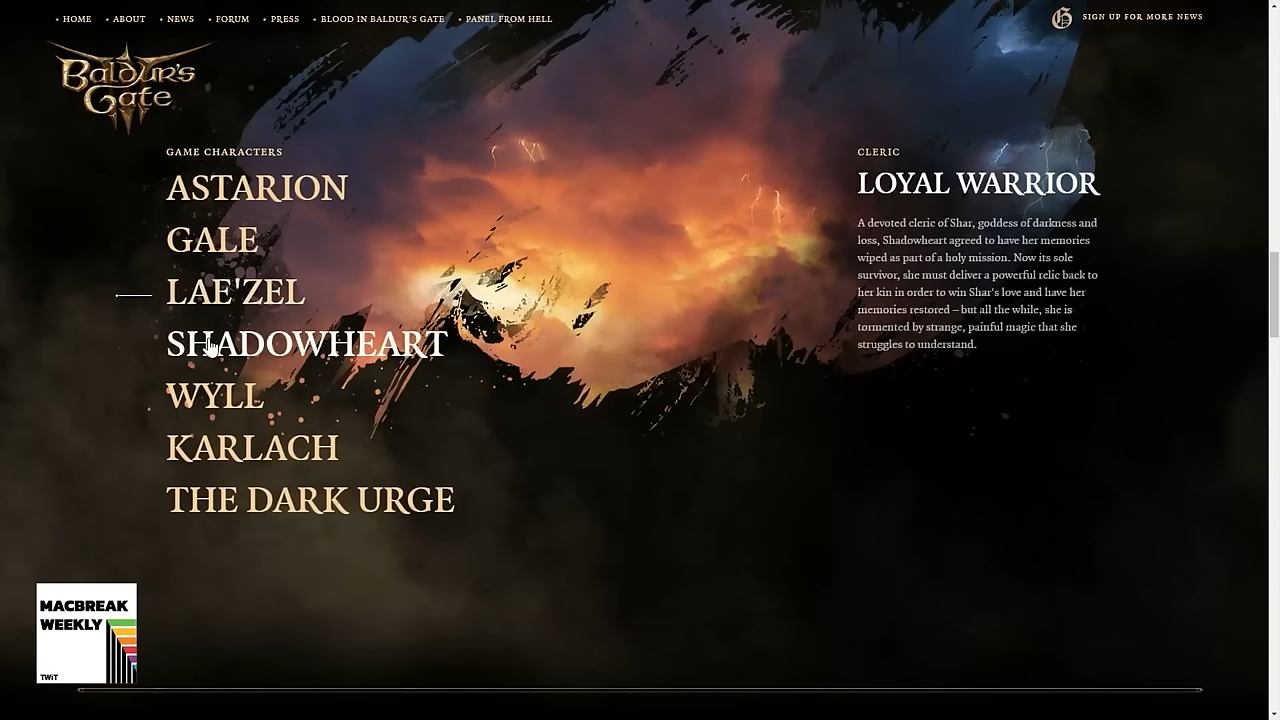 HOME ABOUT NEWS FORUM PRESS BLOOD IN BALDUR'S GATE PANEL FROM HELL
SIGN UP FOR MORE NEWS
Baldur's
Gate
III
GAME CHARACTERS
ASTARION
GALE
LAE'ZEL
SHADOWHEART
WYLL
KARLACH
THE DARK URGE
CLERIC
LOYAL WARRIOR
A devoted cleric of Shar, goddess of darkness and
loss, Shadowheart agreed to have her memories
wiped as part of a holy mission. Now its sole
survivor, she must deliver a powerful relic back to
her kin in order to win Shar's love and have her
memories restored – but all the while, she is
tormented by strange, painful magic that she
struggles to understand.
MACBREAK
WEEKLY
TWiT